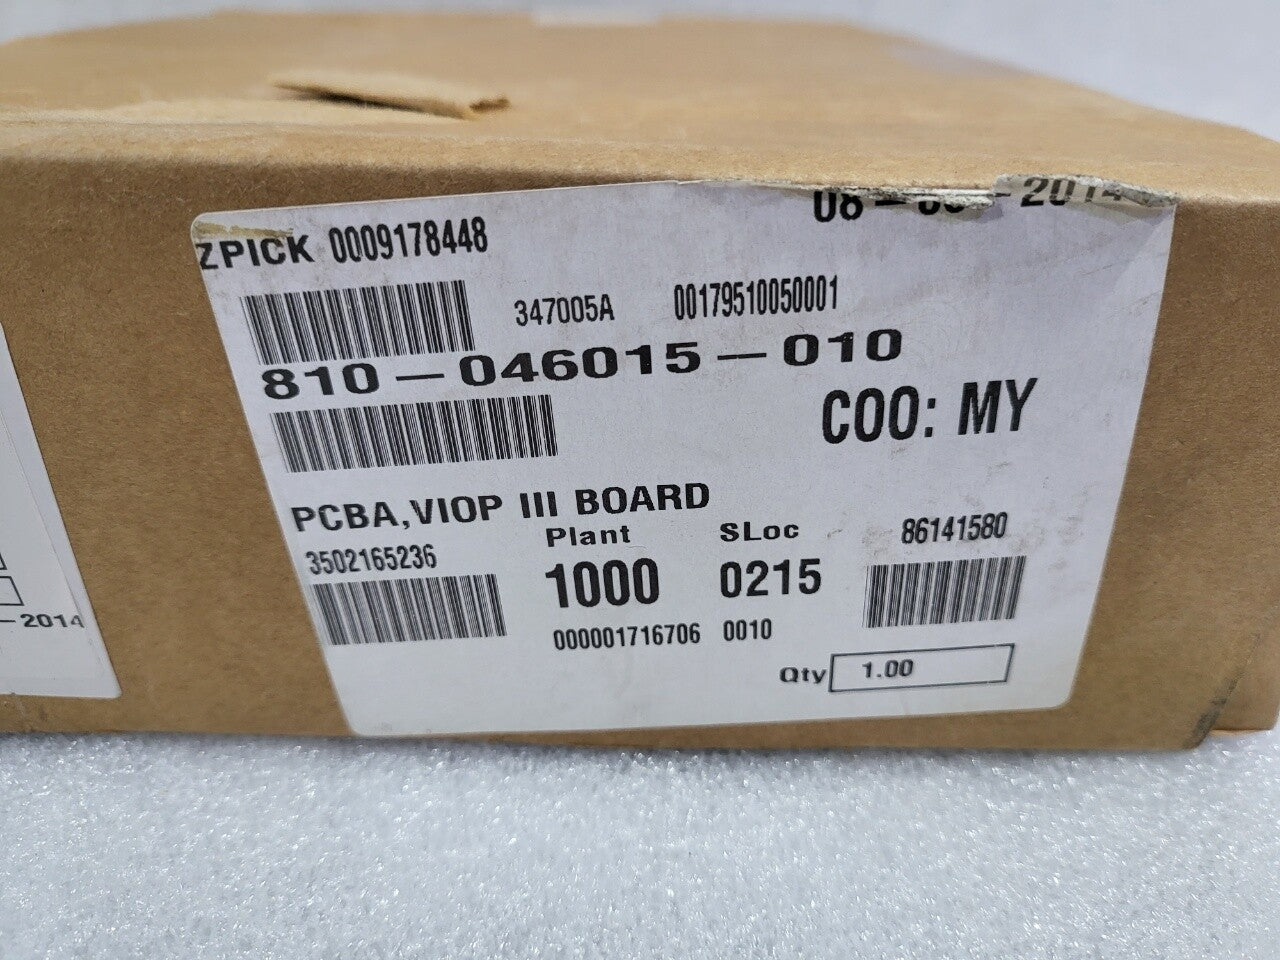 ZPICK 0009178448
347005A 00179510050001
810-046015-010
COO: MY
PCBA,VIOP III BOARD
3502165236
Plant SLoc 86141580
1000 0215
000001716706 0010
Qty 1.00
-2014